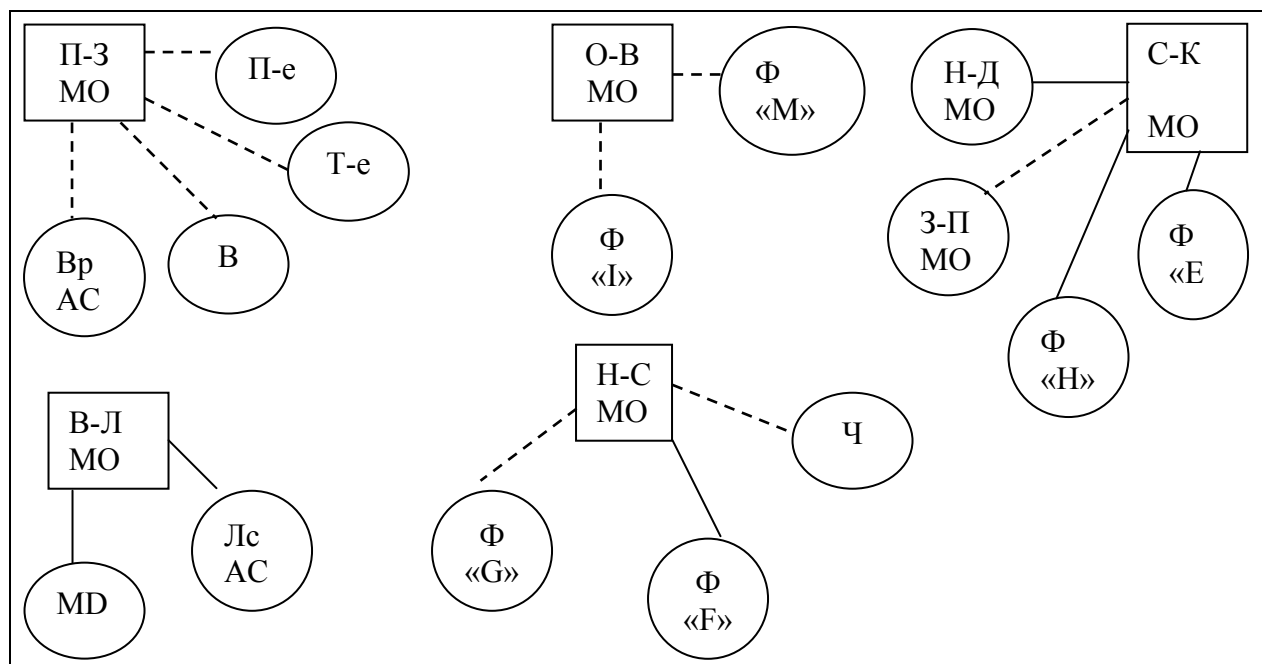 П-З
МО
П-е
Т-е
Вр
АС
В
О-В
МО
Ф
«М»
Ф
«I»
С-К
МО
Н-Д
МО
З-П
МО
Ф
«Н»
Ф
«Е
В-Л
МО
MD
Лс
АС
Н-С
МО
Ч
Ф
«G»
Ф
«F»